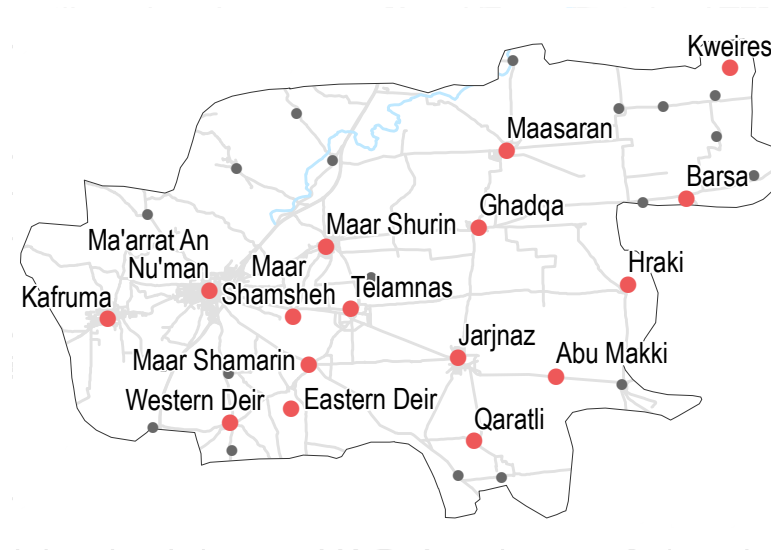 Kweires
Maasaran
Barsa
Ghadqa
Maar Shurin
Ma'arrat An
Nu'man
Maar
Shamsheh
Hraki
Telamnas
Kafruma
Jarjnaz
Abu Makki
Maar Shamarin
Western Deir
Eastern Deir
Qaratli